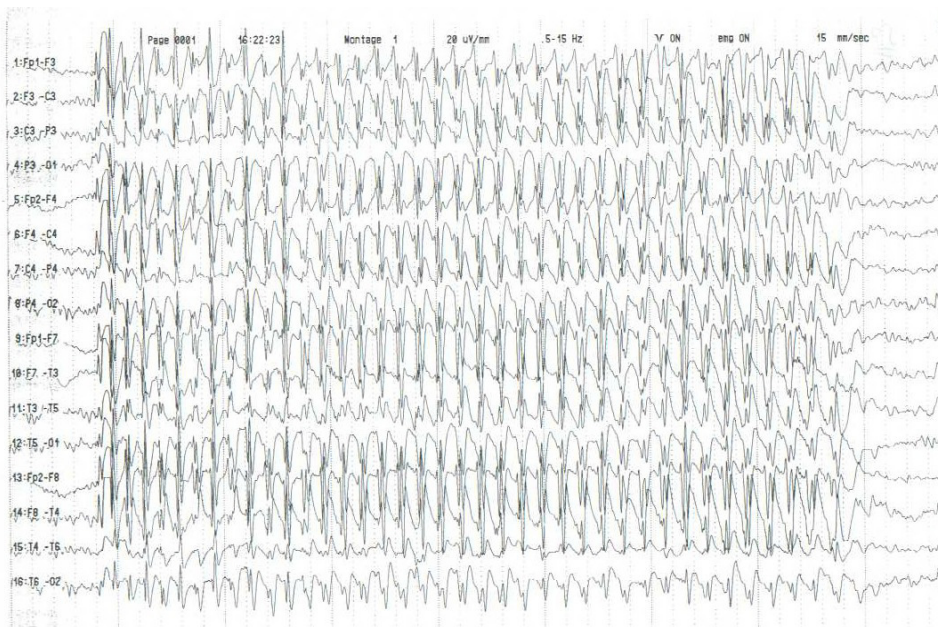 Page 0001 16:22:23 Montage 1 20 uV/mm .5-15 Hz ON emg ON 15 mm/sec
1:Fp1-F3
2:F3 -C3
3:C3 -P3
4:P3 -O1
5:Fp2-F4
6:F4 -C4
7:C4 -P4
8:P4 -O2
9:Fp1-F7
10:F7 -T3
11:T3 -T5
12:T5 -O1
13:Fp2-F8
14:F8 -T4
15:T4 -T6
16:T6 -O2